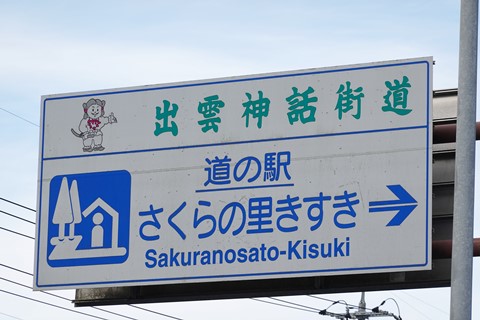 出雲神話街道
道の駅
さくらの里きすき
Sakuranosato-Kisuki